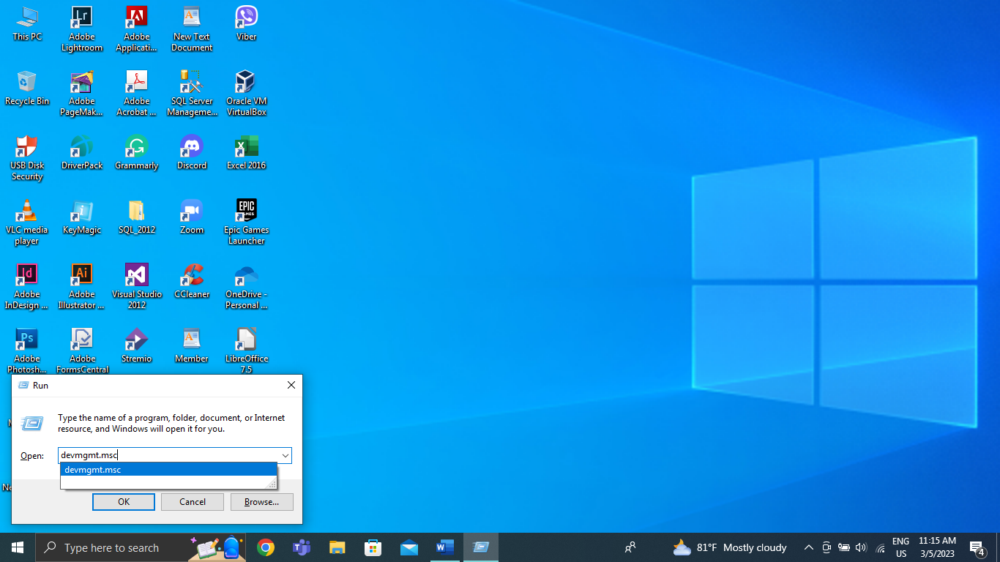 This PC
Adobe
Lightroom
Adobe
Applicati...
New Text
Document
Viber
Recycle Bin
Adobe
PageMak...
Adobe
Acrobat ...
SQL Server
Manageme...
Oracle VM
VirtualBox
USB Disk
Security
DriverPack
Grammarly
Discord
Excel 2016
VLC media
player
KeyMagic
SQL_2012
Zoom
EPIC
GAMES
Epic Games
Launcher
Adobe
InDesign ...
Adobe
Illustrator ...
Visual Studio
2012
CCleaner
OneDrive -
Personal ...
Adobe
Photosh...
Adobe
FormsCentral
Stremio
Member
LibreOffice
7.5
Run
Type the name of a program, folder, document, or Internet
resource, and Windows will open it for you.
Open:
devmgmt.msc
devmgmt.msc
OK
Cancel
Browse...
Type here to search
81°F Mostly cloudy
ENG
US
11:15 AM
3/5/2023
4